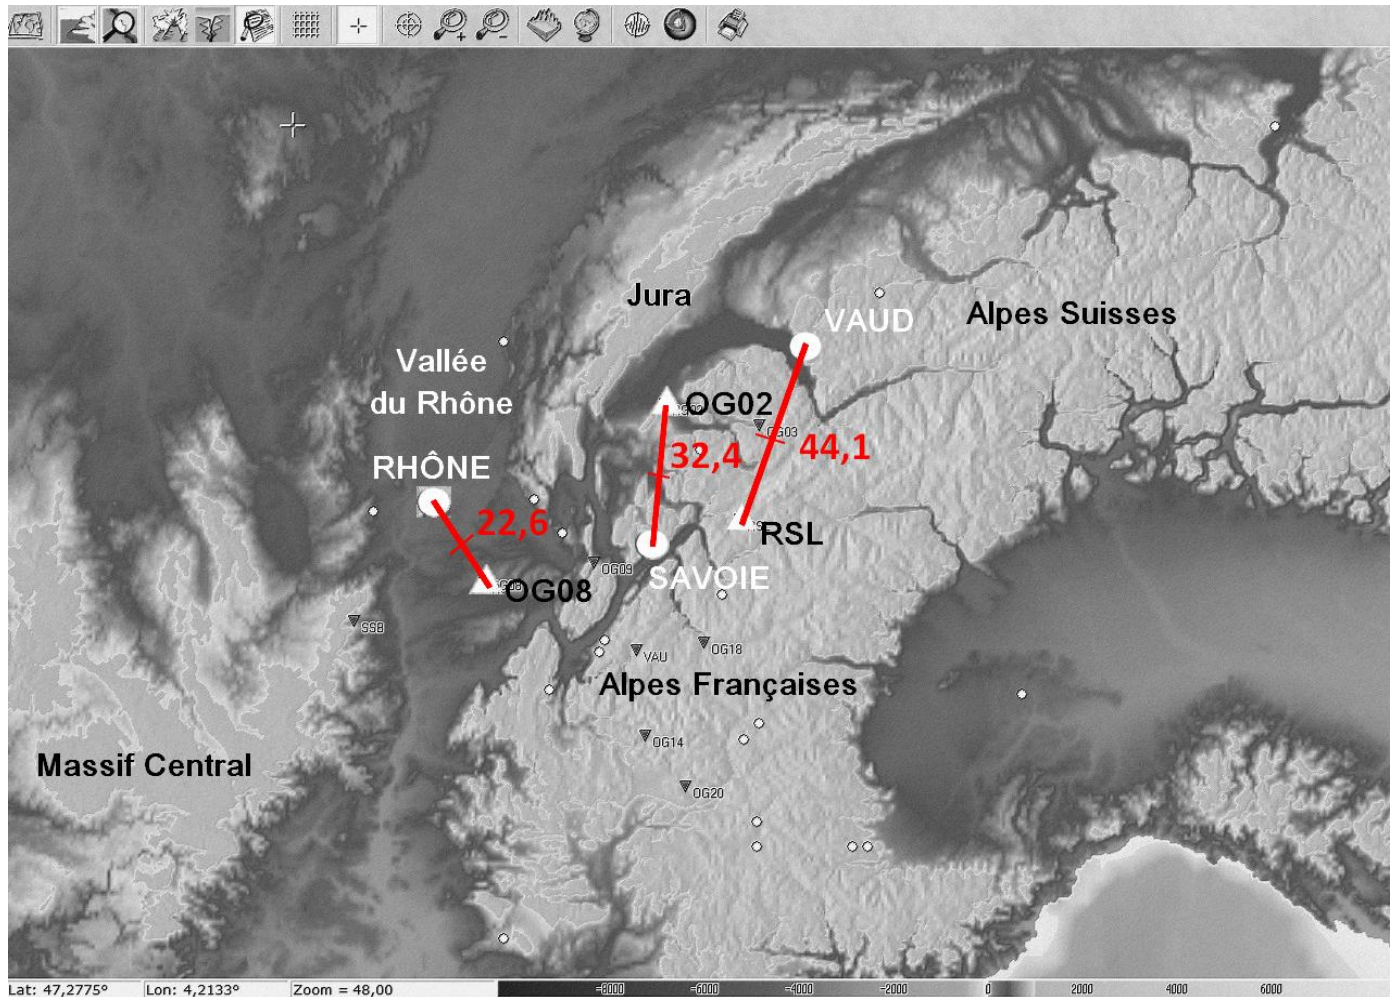 Jura
VAUD
Alpes Suisses
Vallée
du Rhône
OG02
OG03
32,4
44,1
RHÔNE
22,6
RSL
OG09
SAVOIE
OG08
SSB
VAU
OG18
Alpes Françaises
OG14
Massif Central
OG20
Lat: 47,2775°
Lon: 4,2133°
Zoom = 48,00
-8000
-6000
-4000
-2000
0
2000
4000
6000